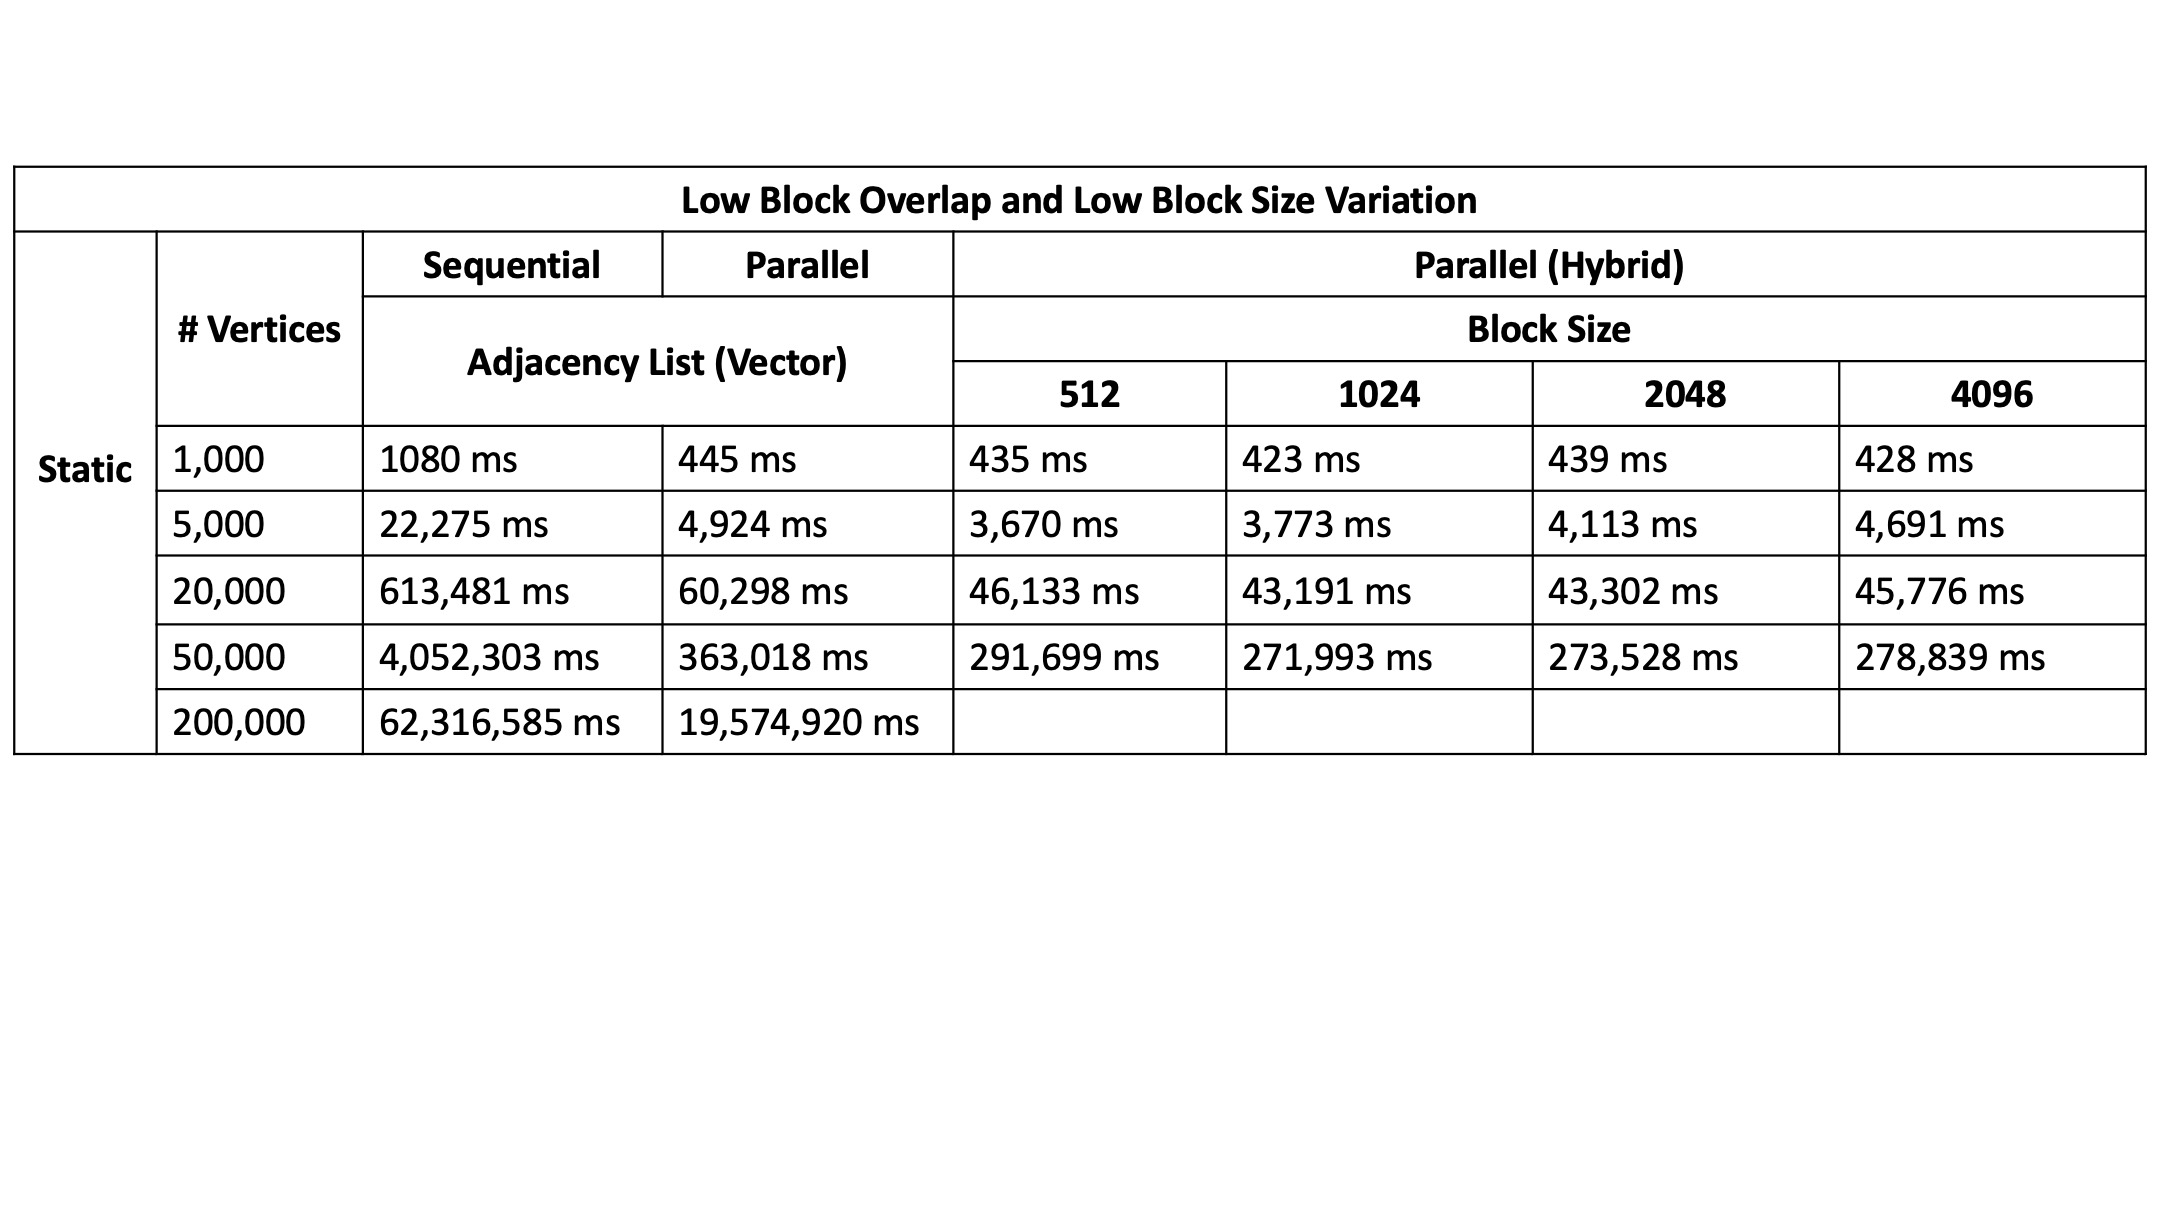 Low Block Overlap and Low Block Size Variation
Static
# Vertices
Sequential
Parallel
Parallel (Hybrid)
Adjacency List (Vector)
Block Size
512
1024
2048
4096
1,000
1080 ms
445 ms
435 ms
423 ms
439 ms
428 ms
5,000
22,275 ms
4,924 ms
3,670 ms
3,773 ms
4,113 ms
4,691 ms
20,000
613,481 ms
60,298 ms
46,133 ms
43,191 ms
43,302 ms
45,776 ms
50,000
4,052,303 ms
363,018 ms
291,699 ms
271,993 ms
273,528 ms
278,839 ms
200,000
62,316,585 ms
19,574,920 ms